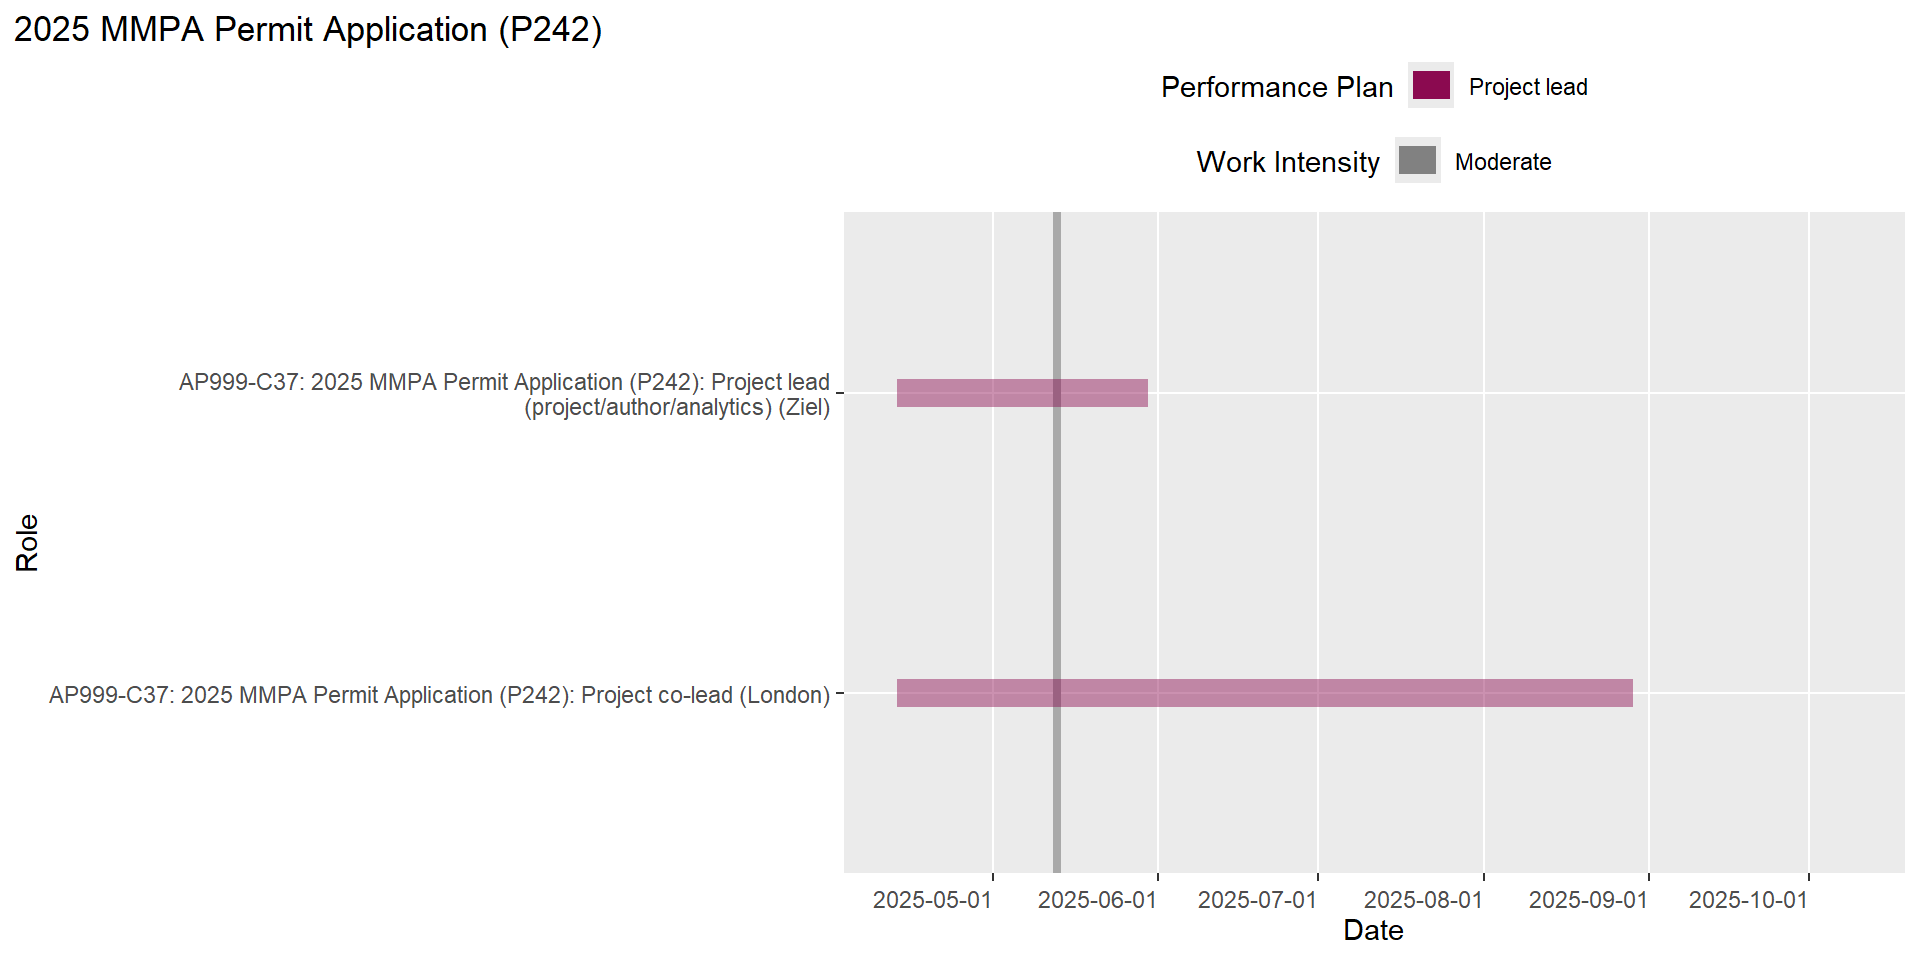 2025 MMPA Permit Application (P242)
Performance Plan
Project lead
Work Intensity
Moderate
AP999-C37: 2025 MMPA Permit Application (P242): Project lead
(project/author/analytics) (Ziel)
Role
AP999-C37: 2025 MMPA Permit Application (P242): Project co-lead (London)
2025-05-01
2025-06-01
2025-07-01
2025-08-01
2025-09-01
2025-10-01
Date